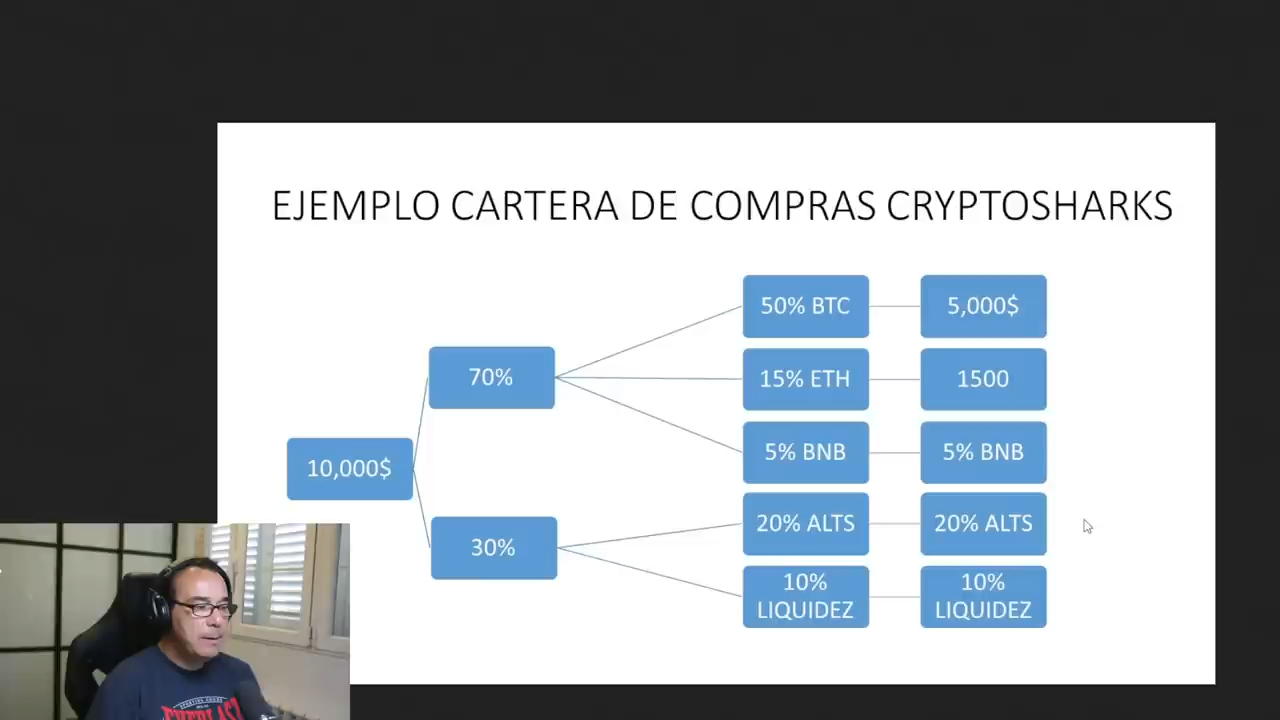 EJEMPLO CARTERA DE COMPRAS CRYPTOSHARKS
10,000$
70%
30%
50% BTC
5,000$
15% ETH
1500
5% BNB
5% BNB
20% ALTS
20% ALTS
10%
LIQUIDEZ
10%
LIQUIDEZ
EVERLAST